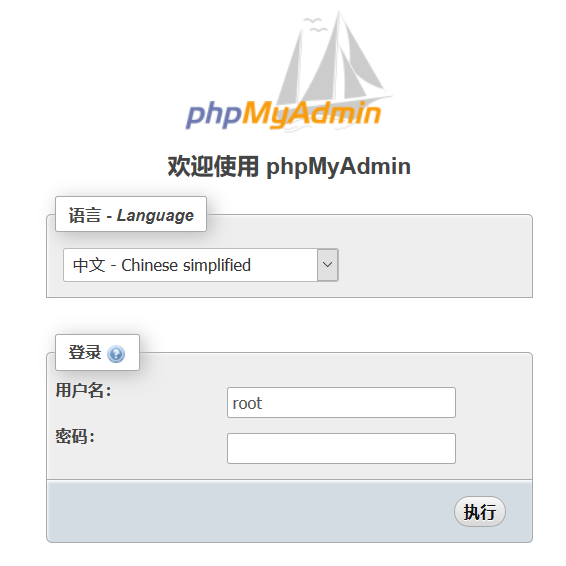 phpMyAdmin
欢迎使用 phpMyAdmin
语言 - Language
中文 - Chinese simplified
登录
用户名：
root
密码：
执行